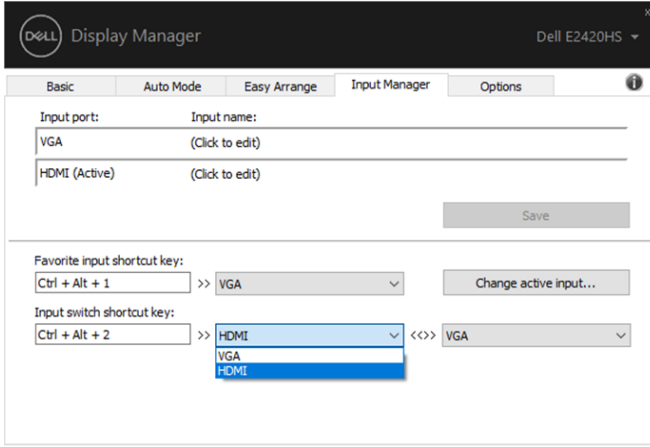 DELL Display Manager Dell E2420HS
Basic Auto Mode Easy Arrange Input Manager Options i
Input port: Input name:
VGA (Click to edit)
HDMI (Active) (Click to edit)
Save
Favorite input shortcut key:
Ctrl + Alt + 1 >> VGA Change active input...
Input switch shortcut key:
Ctrl + Alt + 2 >> HDMI <<>> VGA
VGA
HDMI